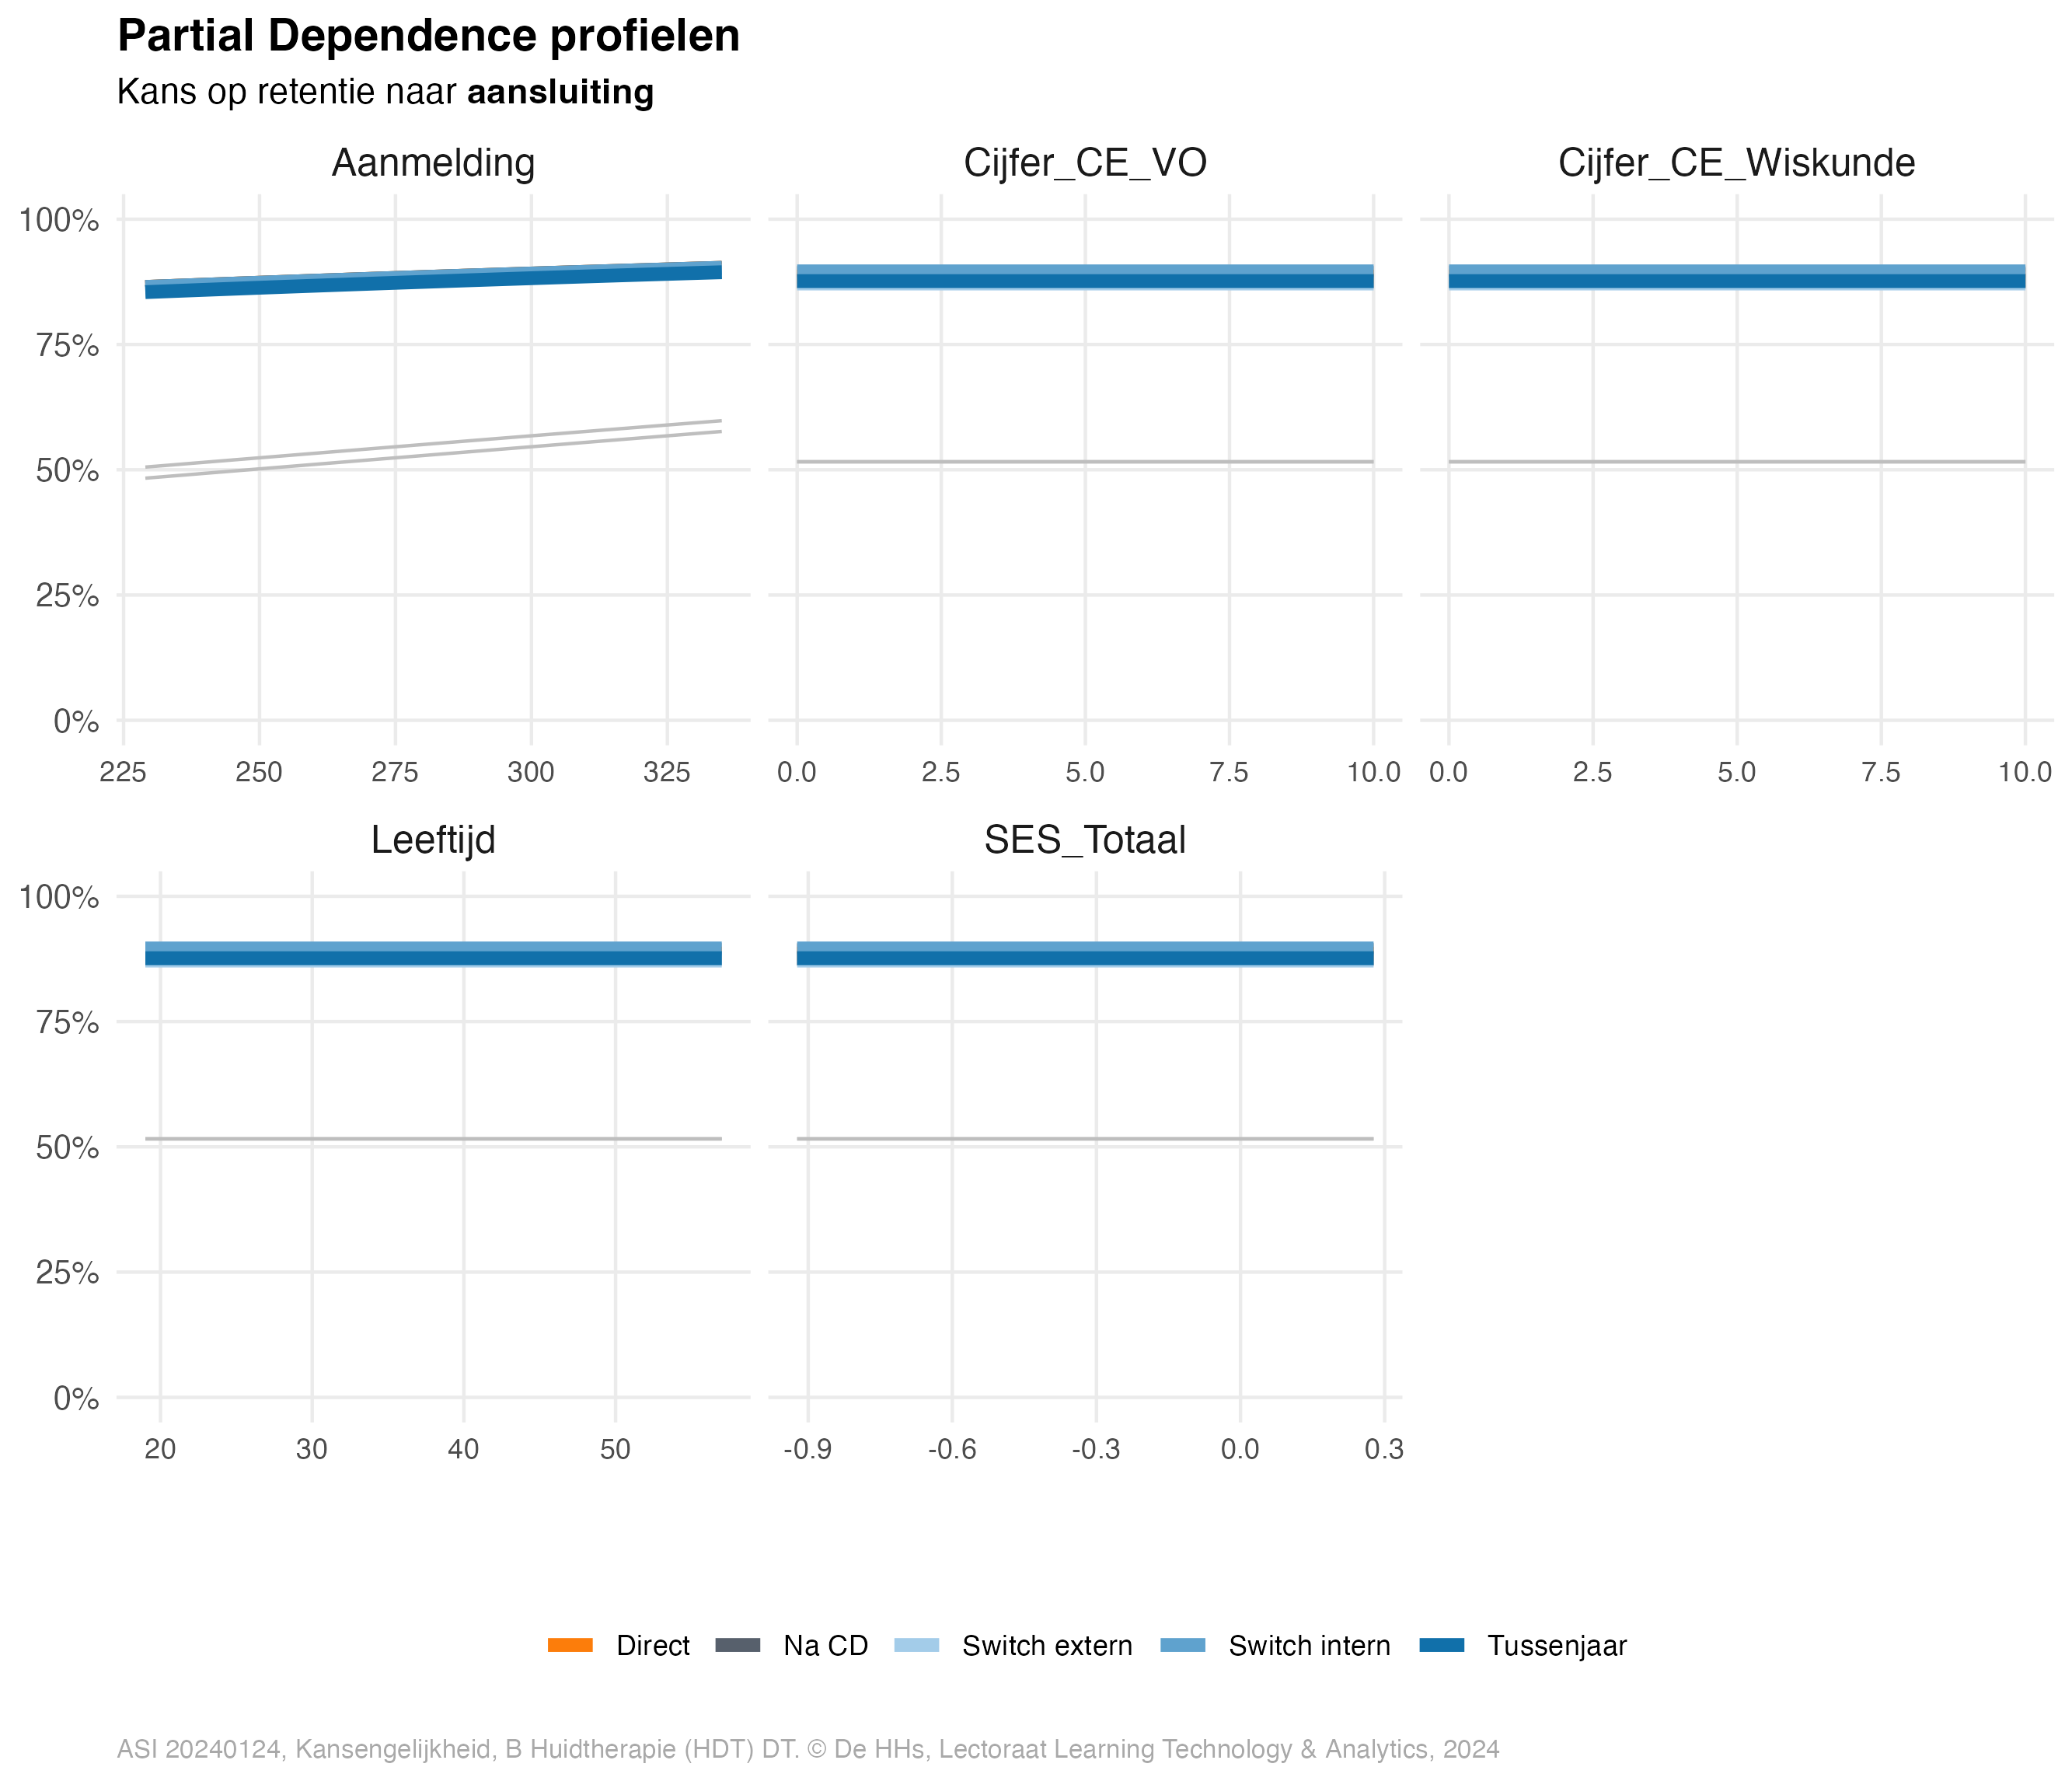 Partial Dependence profielen
Kans op retentie naar aansluiting
Aanmelding Cijfer_CE_VO Cijfer_CE_Wiskunde
100%
75%
50%
25%
0%
225 250 275 300 325 0.0 2.5 5.0 7.5 10.0 0.0 2.5 5.0 7.5 10.0
Leeftijd SES_Totaal
100%
75%
50%
25%
0%
20 30 40 50 -0.9 -0.6 -0.3 0.0 0.3
Direct Na CD Switch extern Switch intern Tussenjaar
ASI 20240124, Kansengelijkheid, B Huidtherapie (HDT) DT. © De HHs, Lectoraat Learning Technology & Analytics, 2024